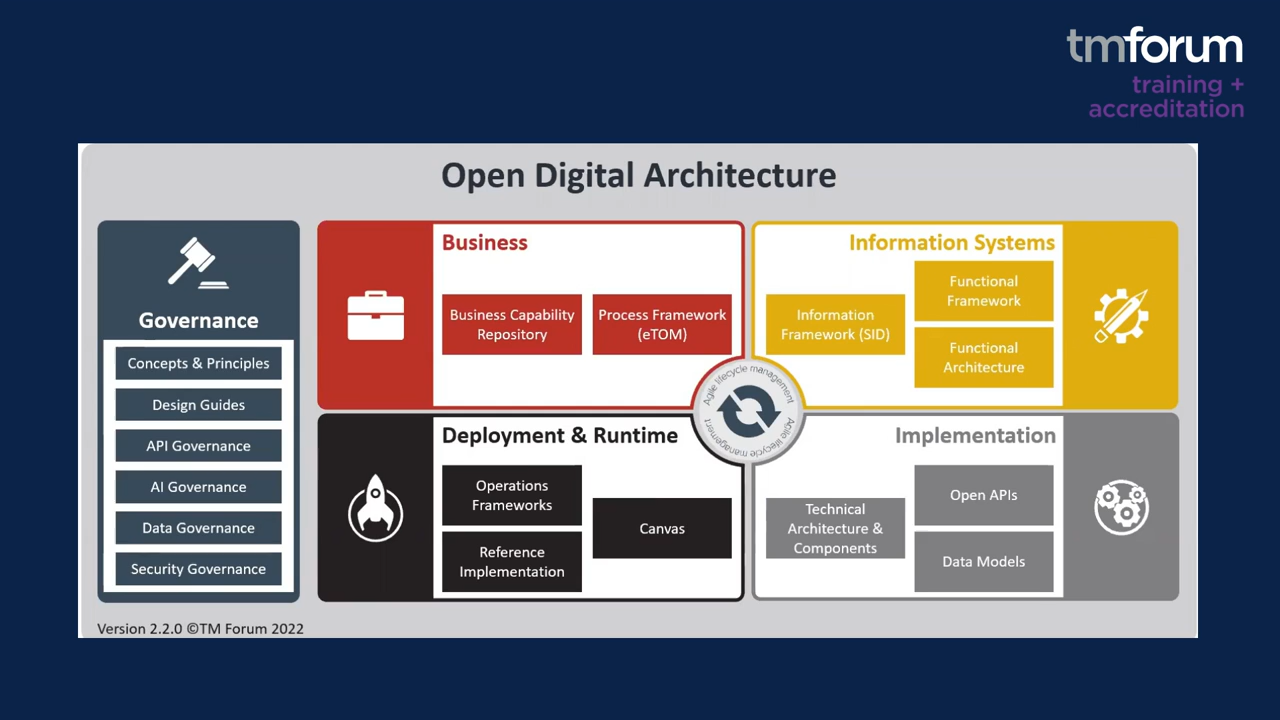 tmforum
training +
accreditation
Open Digital Architecture
Governance
Concepts & Principles
Design Guides
API Governance
AI Governance
Data Governance
Security Governance
Business
Business Capability
Repository
Process Framework
(eTOM)
Information Systems
Information
Framework (SID)
Functional
Framework
Functional
Architecture
Agile lifecycle management
Agile lifecycle management
Deployment & Runtime
Operations
Frameworks
Reference
Implementation
Canvas
Implementation
Technical
Architecture &
Components
Open APIs
Data Models
Version 2.2.0 ©TM Forum 2022